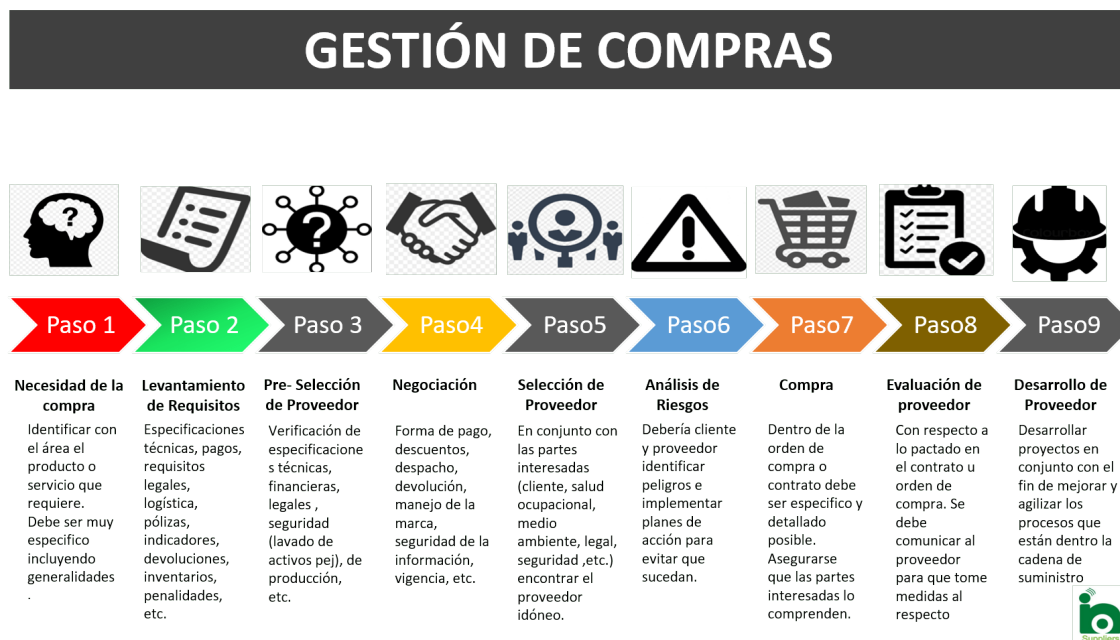 GESTIÓN DE COMPRAS
Paso 1
Paso 2
Paso 3
Paso4
Paso5
Paso6
Paso7
Paso8
Paso9
Necesidad de la
compra
Identificar con
el área el
producto o
servicio que
requiere.
Debe ser muy
especifico
incluyendo
generalidades
.
Levantamiento
de Requisitos
Especificaciones
técnicas, pagos,
requisitos
legales,
logística,
pólizas,
indicadores,
devoluciones,
inventarios,
penalidades,
etc.
Pre- Selección
de Proveedor
Verificación de
especificacione
s técnicas,
financieras,
legales ,
seguridad
(lavado de
activos pej), de
producción,
etc.
Negociación
Forma de pago,
descuentos,
despacho,
devolución,
manejo de la
marca,
seguridad de la
información,
vigencia, etc.
Selección de
Proveedor
En conjunto con
las partes
interesadas
(cliente, salud
ocupacional,
medio
ambiente, legal,
seguridad ,etc.)
encontrar el
proveedor
idóneo.
Análisis de
Riesgos
Debería cliente
y proveedor
identificar
peligros e
implementar
planes de
acción para
evitar que
sucedan.
Compra
Dentro de la
orden de
compra o
contrato debe
ser especifico y
detallado
posible.
Asegurarse
que las partes
interesadas lo
comprenden.
Evaluación de
proveedor
Con respecto a
lo pactado en
el contrato u
orden de
compra. Se
debe
comunicar al
proveedor
para que tome
medidas al
respecto
Desarrollo de
Proveedor
Desarrollar
proyectos en
conjunto con el
fin de mejorar y
agilizar los
procesos que
están dentro la
cadena de
suministro